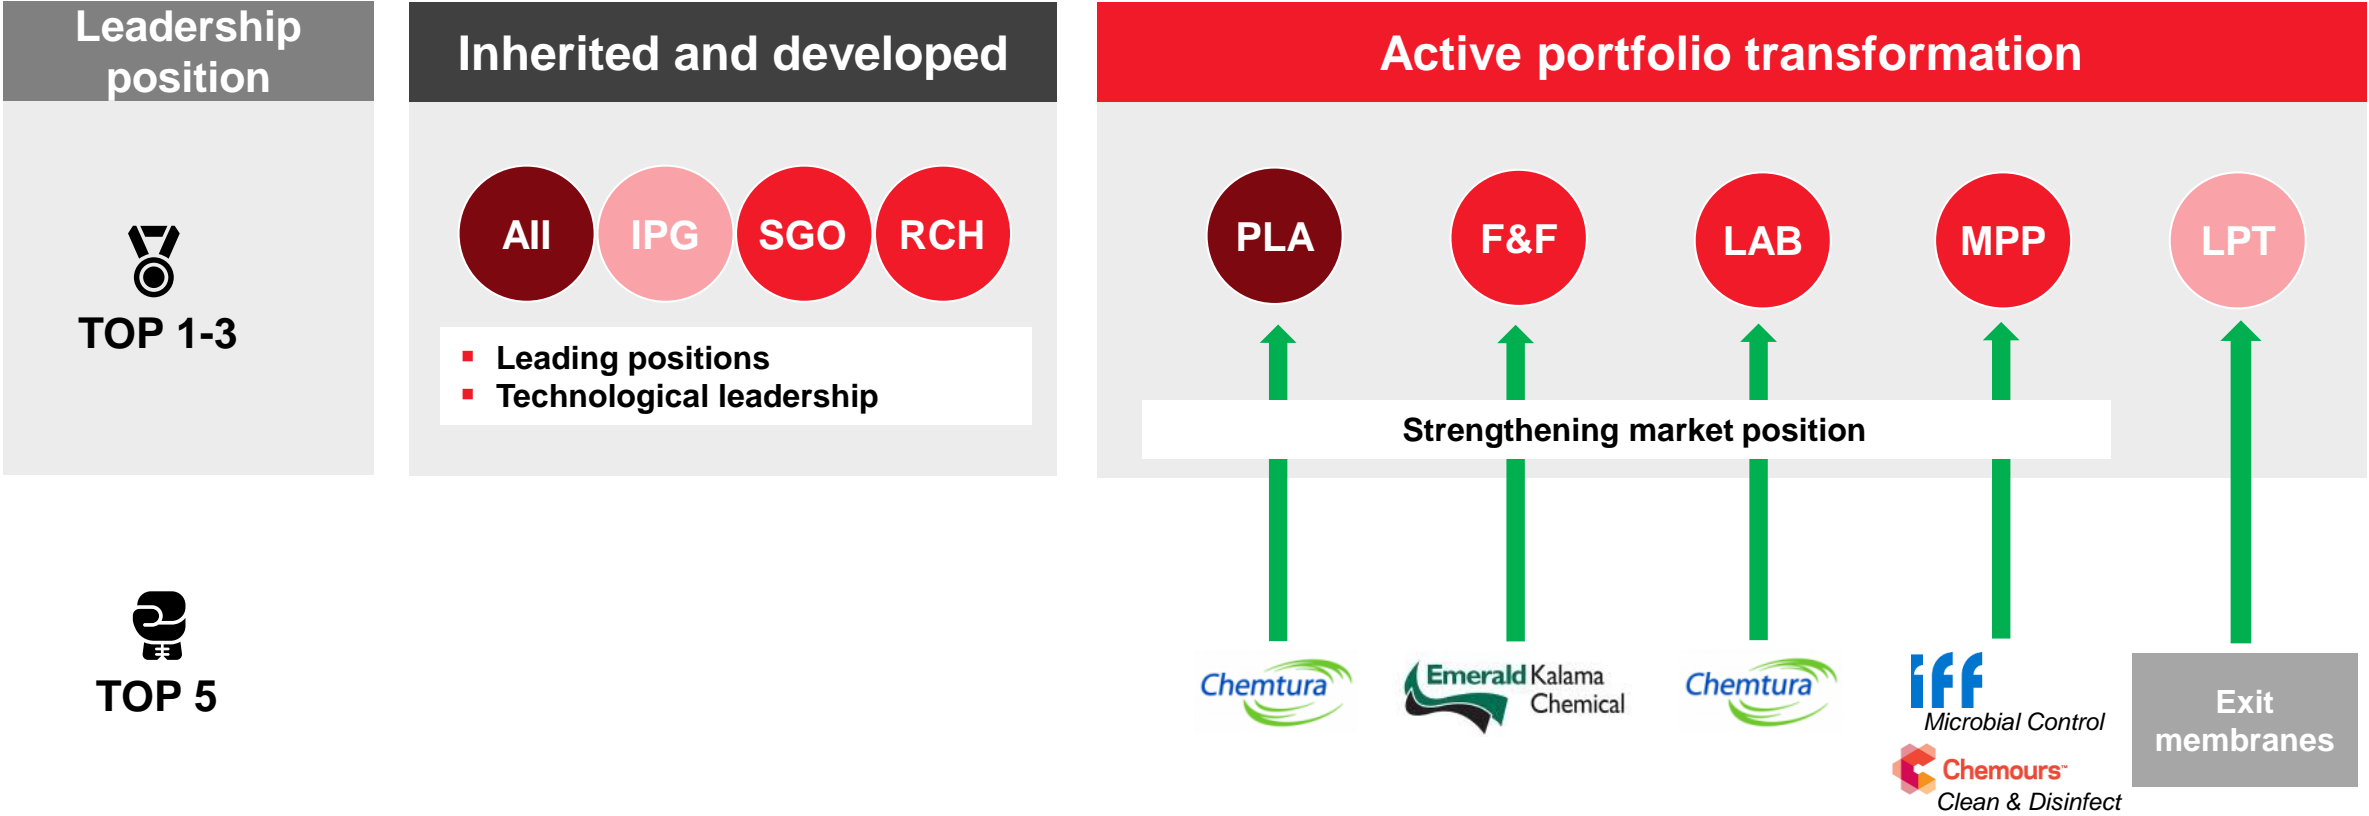 Leadership
position
Inherited and developed
Active portfolio transformation
TOP 1-3
AII
IPG
SGO
RCH
PLA
F&F
LAB
MPP
LPT
Leading positions
Technological leadership
Strengthening market position
TOP 5
Chemtura
Emerald Kalama
Chemical
Chemtura
iff
Microbial Control
Chemours™
Clean & Disinfect
Exit
membranes